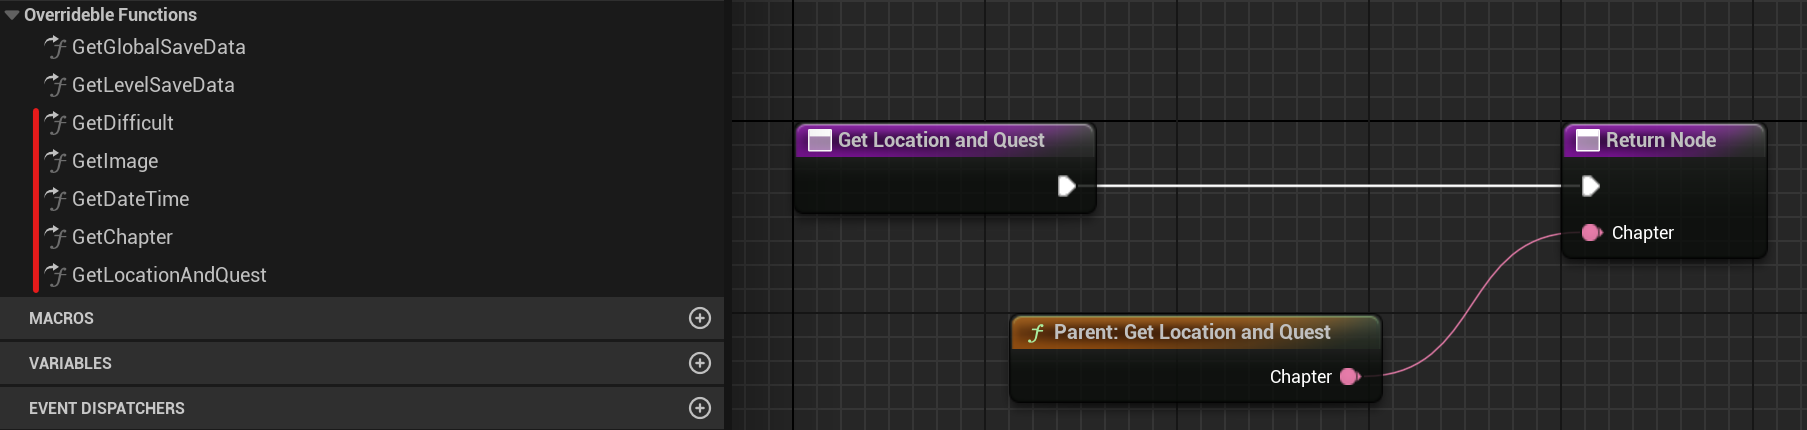 Overrideble Functions
GetGlobalSaveData
GetLevelSaveData
GetDifficult
GetImage
GetDateTime
GetChapter
GetLocationAndQuest
MACROS
VARIABLES
EVENT DISPATCHERS
Get Location and Quest
Return Node
Chapter
Parent: Get Location and Quest
Chapter